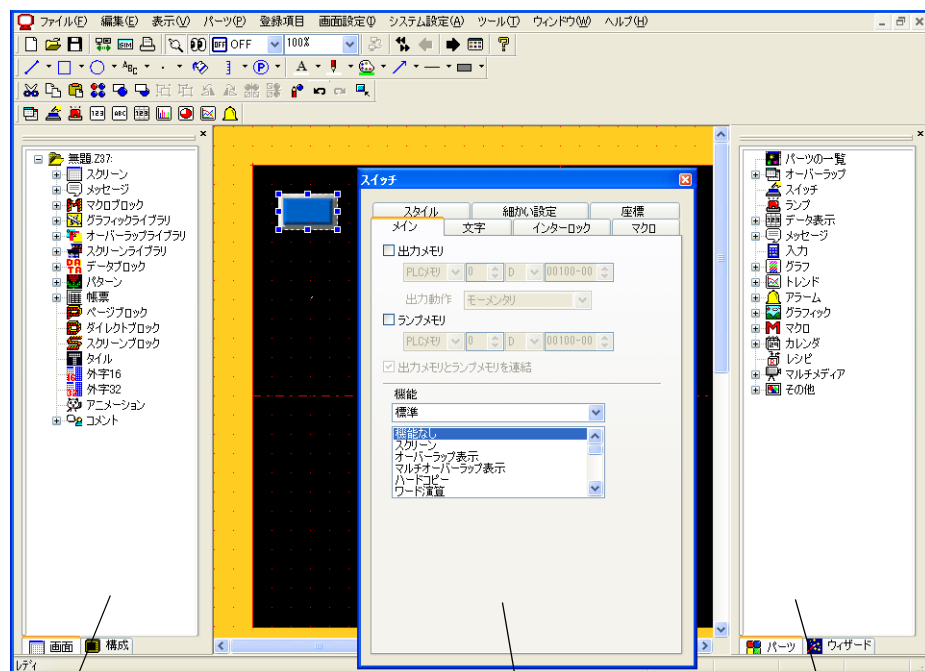 ファイル(F) 編集(E) 表示(V) パーツ(P) 登録項目 画面設定(I) システム設定(A) ツール(T) ウィンドウ(W) ヘルプ(H)
OFF OFF 100%
ABC
A
123 ABC 123
無題.Z37:
スクリーン
メッセージ
マクロブロック
グラフィックライブラリ
オーバーラップライブラリ
スクリーンライブラリ
データブロック
パターン
帳票
ページブロック
ダイレクトブロック
スクリーンブロック
タイル
外字16
外字32
アニメーション
コメント
画面 構成
レディ
スイッチ
スタイル 細かい設定 座標
メイン 文字 インターロック マクロ
出力メモリ
PLCメモリ 0 D 00100-00
出力動作 モーメンタリ
ランプメモリ
PLCメモリ 0 D 00100-00
出力メモリとランプメモリを連結
機能
標準
機能なし
スクリーン
オーバーラップ表示
マルチオーバーラップ表示
ハードコピー
ワード演算
パーツの一覧
オーバーラップ
スイッチ
ランプ
データ表示
メッセージ
入力
グラフ
トレンド
アラーム
グラフィック
マクロ
カレンダ
レシピ
マルチメディア
その他
パーツ ウィザード